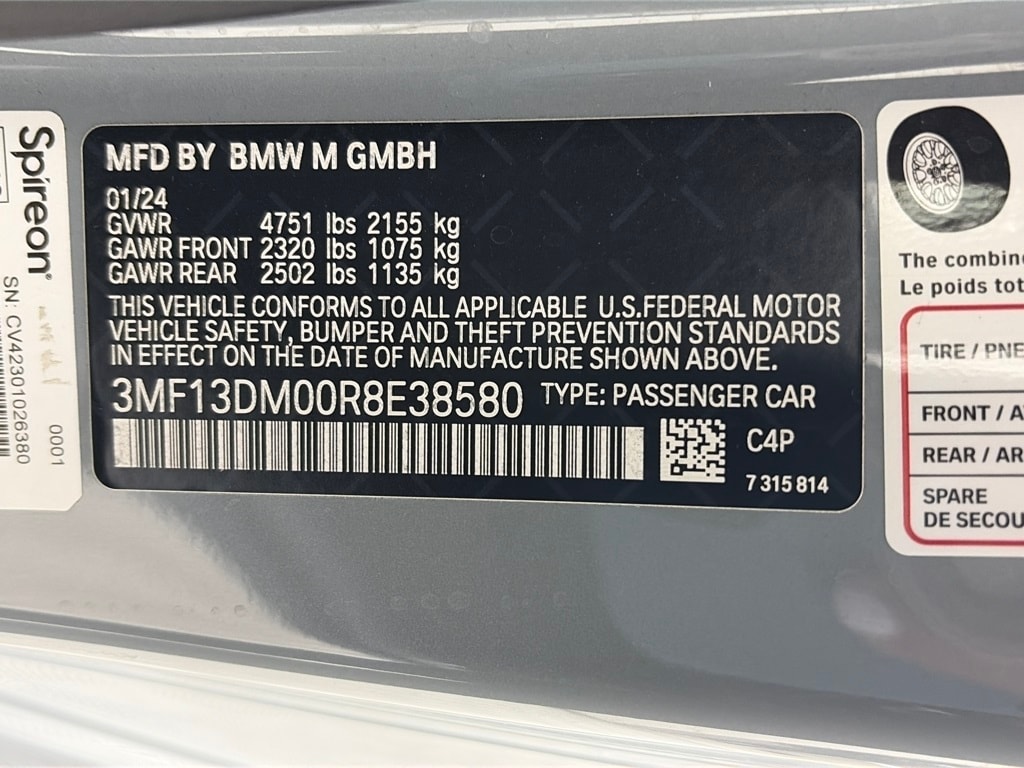 Spireon
SN: CV42301026380
0001
MFD BY BMW M GMBH
01/24
GVWR 4751 lbs 2155 kg
GAWR FRONT 2320 lbs 1075 kg
GAWR REAR 2502 lbs 1135 kg
THIS VEHICLE CONFORMS TO ALL APPLICABLE U.S.FEDERAL MOTOR
VEHICLE SAFETY, BUMPER AND THEFT PREVENTION STANDARDS
IN EFFECT ON THE DATE OF MANUFACTURE SHOWN ABOVE.
3MF13DM00R8E38580 TYPE: PASSENGER CAR
C4P
7 315 814
The combine
Le poids tot
TIRE / PNE
FRONT / A
REAR / AR
SPARE
DE SECOU